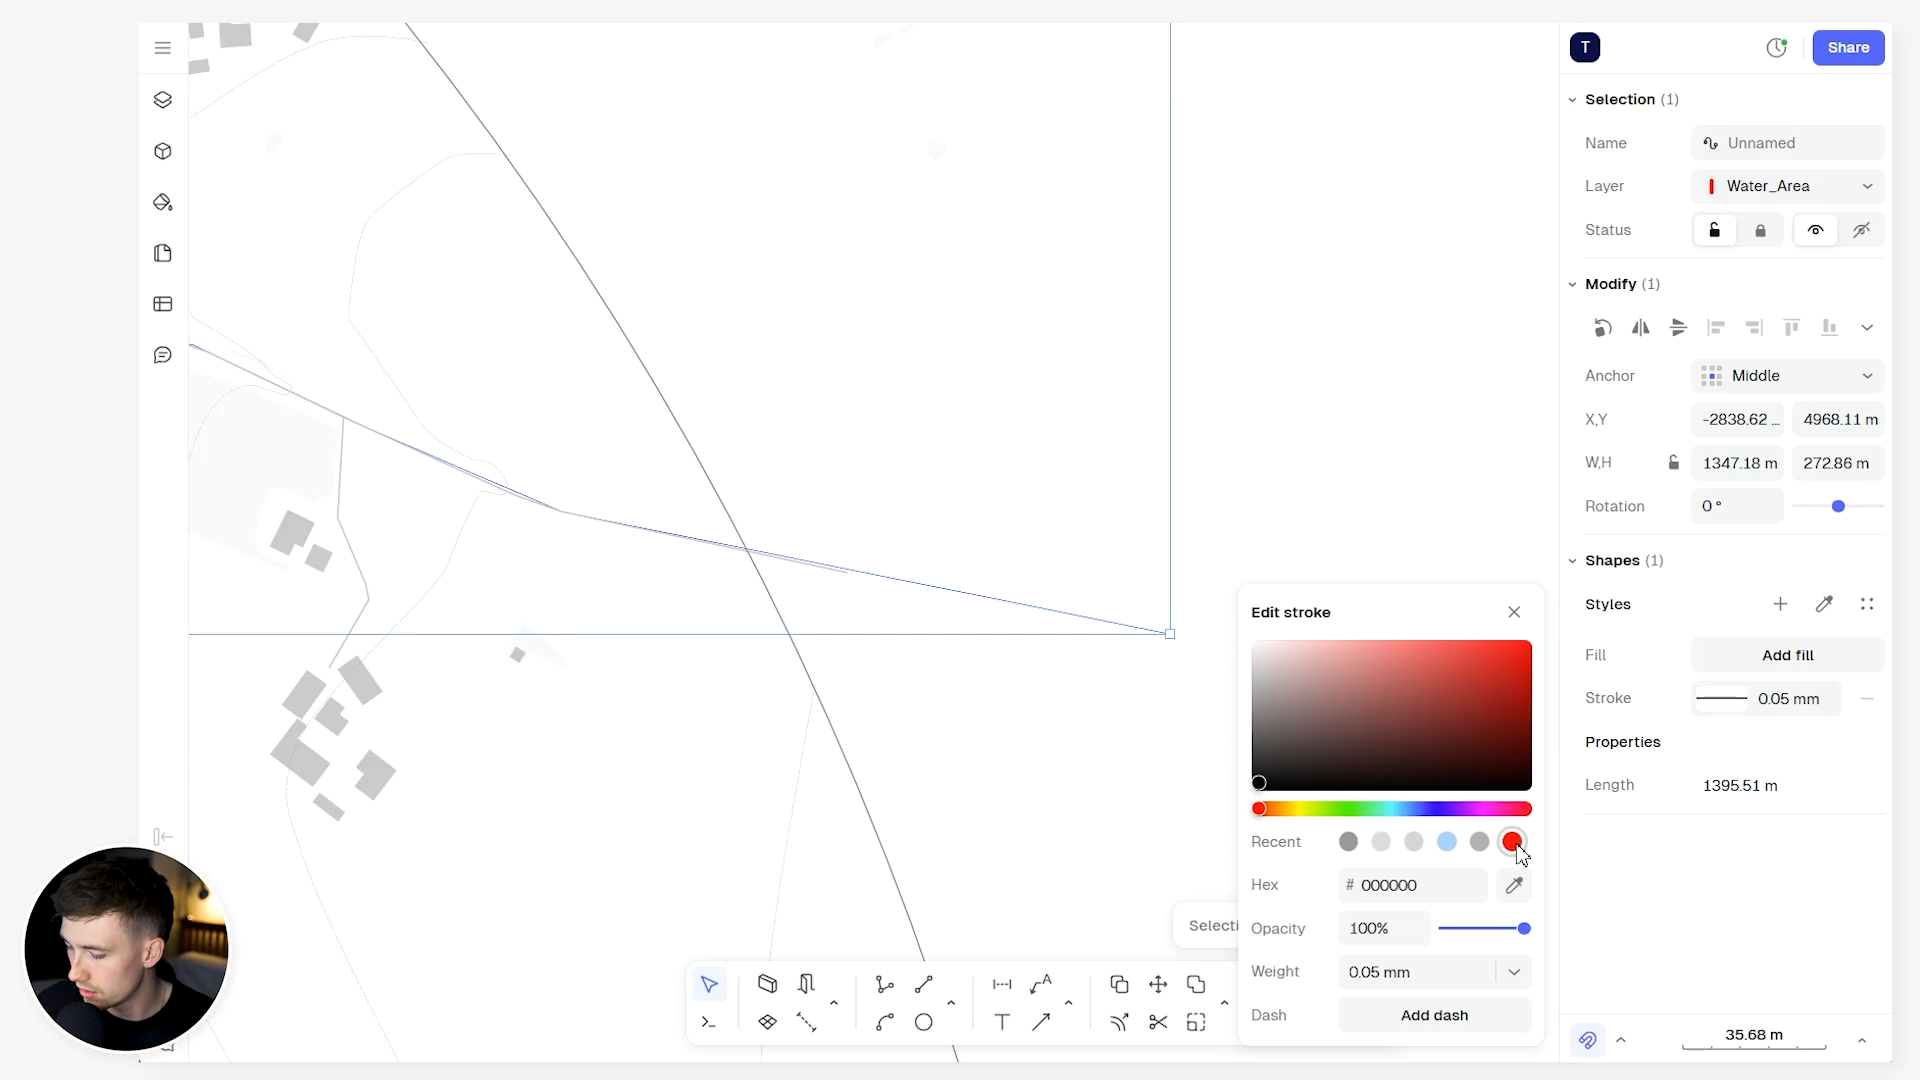 T
Share
Selection (1)
Name Unnamed
Layer Water_Area
Status
Modify (1)
Anchor Middle
X,Y -2838.62 ... 4968.11 m
W,H 1347.18 m 272.86 m
Rotation 0 °
Shapes (1)
Styles
Fill Add fill
Stroke 0.05 mm
Properties
Length 1395.51 m
Edit stroke
Recent
Hex # 000000
Opacity 100%
Weight 0.05 mm
Dash Add dash
Selecti
35.68 m